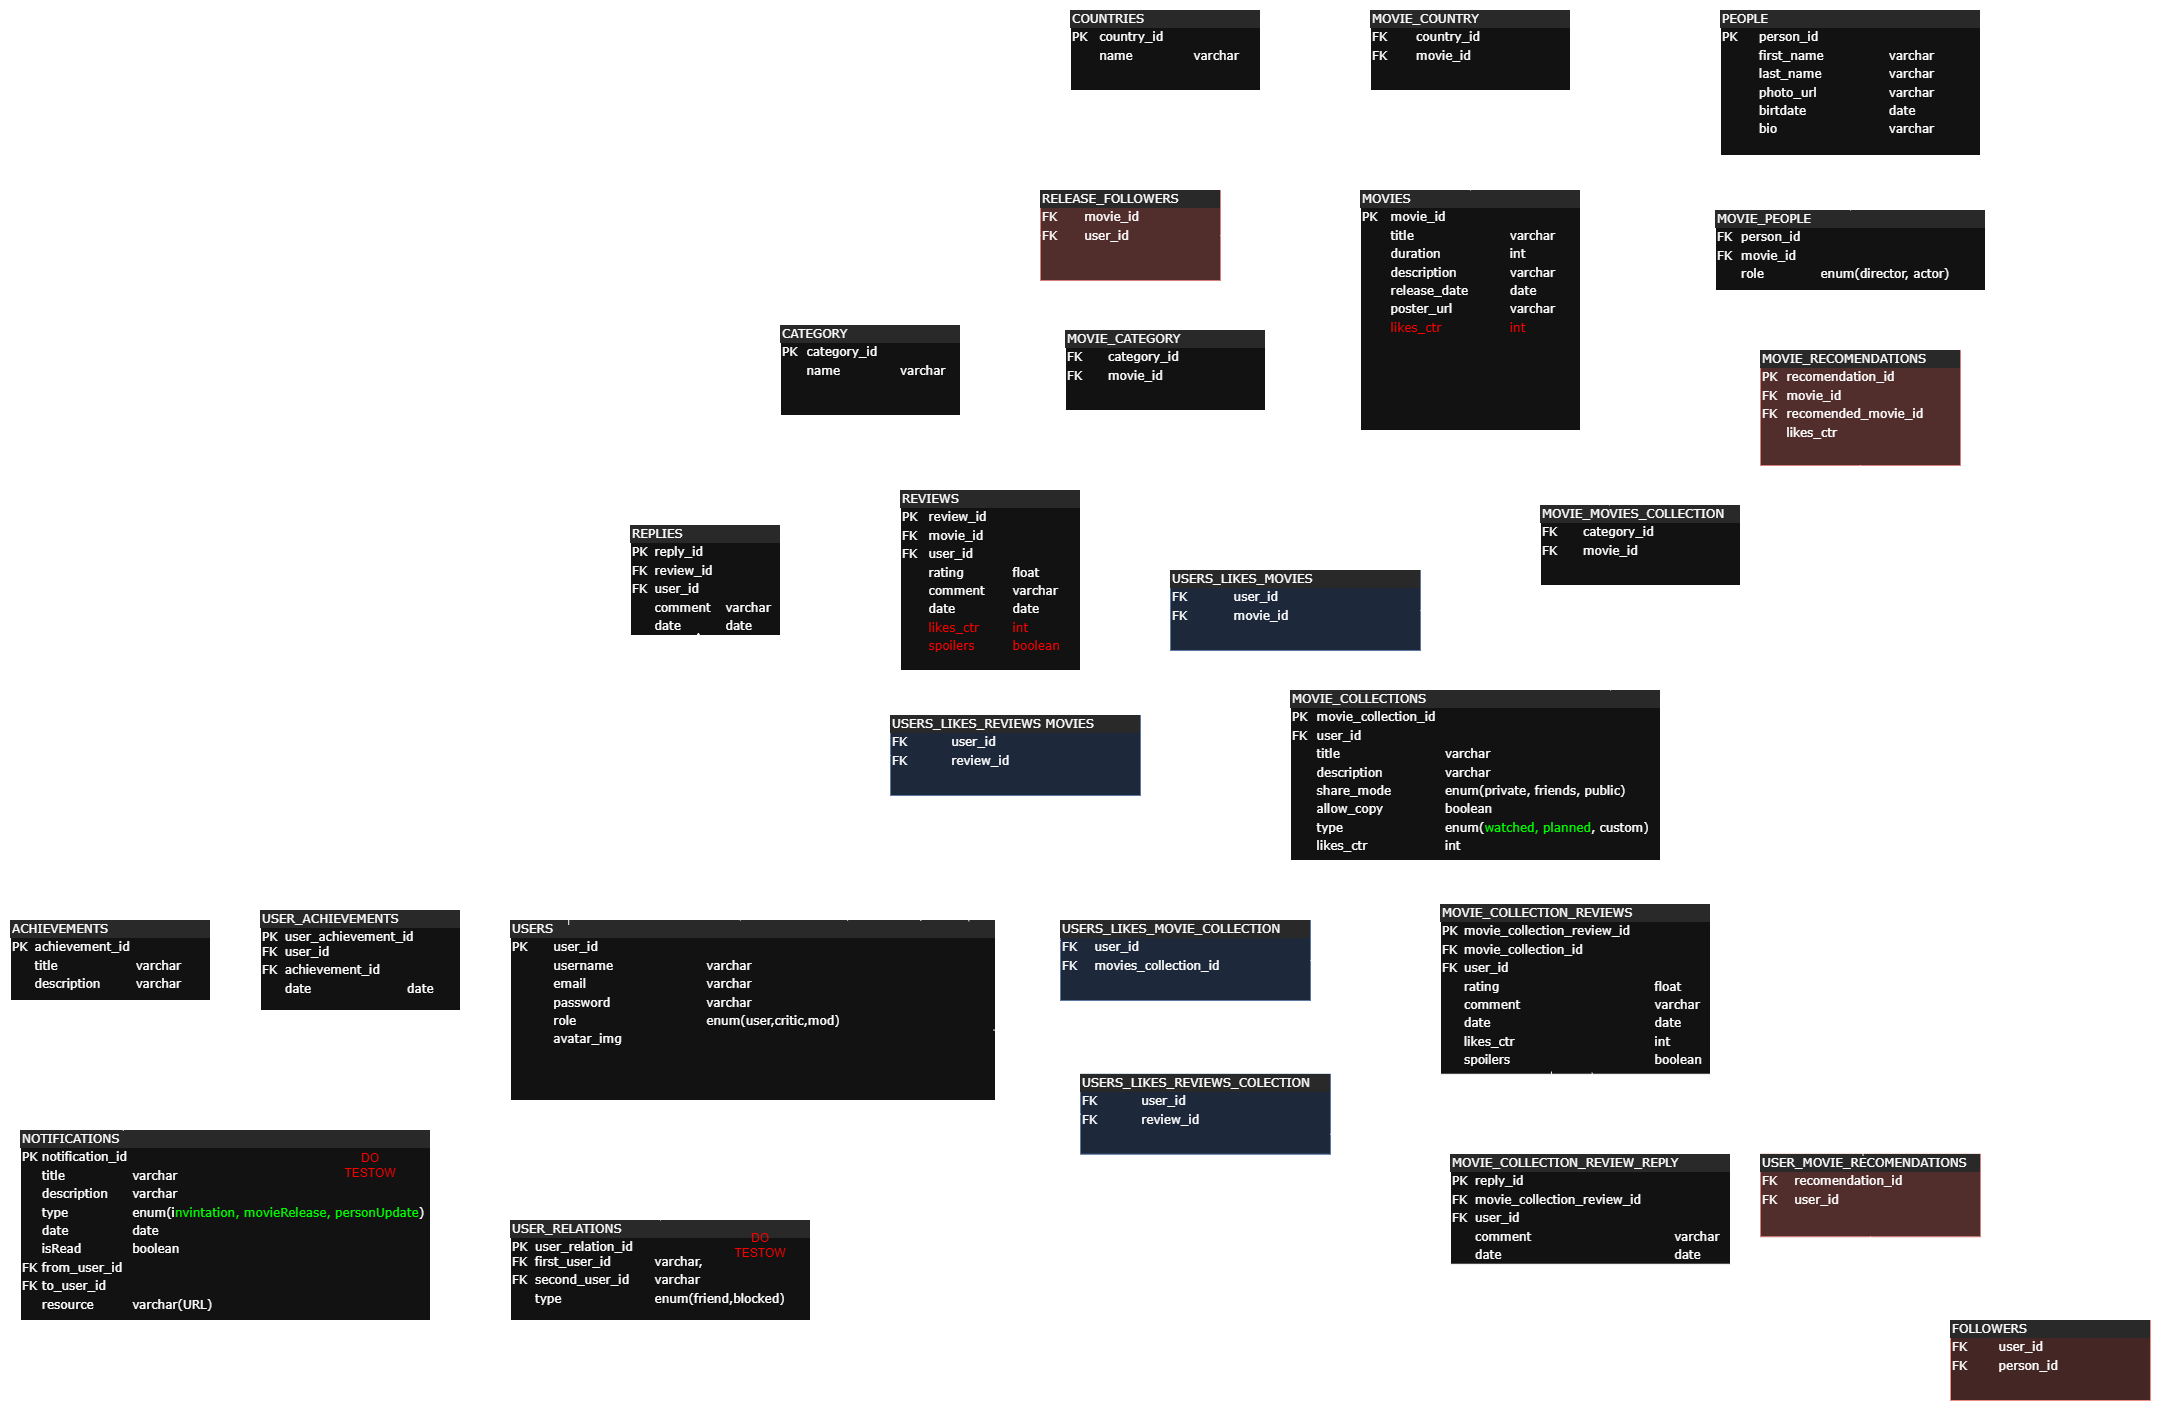 COUNTRIES
PK country_id
name varchar
MOVIE_COUNTRY
FK country_id
FK movie_id
PEOPLE
PK person_id
first_name varchar
last_name varchar
photo_url varchar
birtdate date
bio varchar
RELEASE_FOLLOWERS
FK movie_id
FK user_id
MOVIES
PK movie_id
title varchar
duration int
description varchar
release_date date
poster_url varchar
likes_ctr int
MOVIE_PEOPLE
FK person_id
FK movie_id
role enum(director, actor)
CATEGORY
PK category_id
name varchar
MOVIE_CATEGORY
FK category_id
FK movie_id
MOVIE_RECOMENDATIONS
PK recomendation_id
FK movie_id
FK recomended_movie_id
likes_ctr
REPLIES
PK reply_id
FK review_id
FK user_id
comment varchar
date date
REVIEWS
PK review_id
FK movie_id
FK user_id
rating float
comment varchar
date date
likes_ctr int
spoilers boolean
USERS_LIKES_MOVIES
FK user_id
FK movie_id
MOVIE_MOVIES_COLLECTION
FK category_id
FK movie_id
USERS_LIKES_REVIEWS MOVIES
FK user_id
FK review_id
MOVIE_COLLECTIONS
PK movie_collection_id
FK user_id
title varchar
description varchar
share_mode enum(private, friends, public)
allow_copy boolean
type enum(watched, planned, custom)
likes_ctr int
ACHIEVEMENTS
PK achievement_id
title varchar
description varchar
USER_ACHIEVEMENTS
PK user_achievement_id
FK user_id
FK achievement_id
date date
USERS
PK user_id
username varchar
email varchar
password varchar
role enum(user,critic,mod)
avatar_img
USERS_LIKES_MOVIE_COLLECTION
FK user_id
FK movies_collection_id
MOVIE_COLLECTION_REVIEWS
PK movie_collection_review_id
FK movie_collection_id
FK user_id
rating float
comment varchar
date date
likes_ctr int
spoilers boolean
USERS_LIKES_REVIEWS_COLECTION
FK user_id
FK review_id
NOTIFICATIONS
PK notification_id
title varchar
description varchar
type enum(invintation, movieRelease, personUpdate)
date date
isRead boolean
FK from_user_id
FK to_user_id
resource varchar(URL)
DO
TESTOW
USER_RELATIONS
PK user_relation_id
FK first_user_id varchar,
FK second_user_id varchar
type enum(friend,blocked)
DO
TESTOW
MOVIE_COLLECTION_REVIEW_REPLY
PK reply_id
FK movie_collection_review_id
FK user_id
comment varchar
date date
USER_MOVIE_RECOMENDATIONS
FK recomendation_id
FK user_id
FOLLOWERS
FK user_id
FK person_id